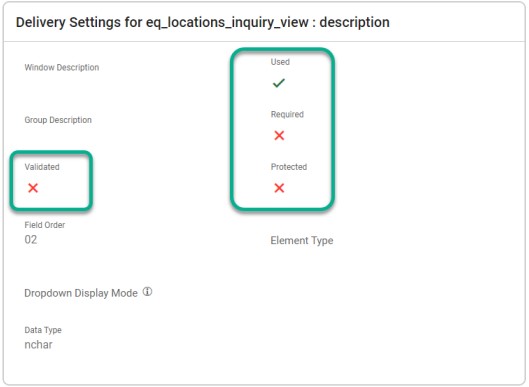 Delivery Settings for eq_locations_inquiry_view : description
Window Description
Used
Group Description
Required
Validated
Protected
Field Order
02
Element Type
Dropdown Display Mode
Data Type
nchar